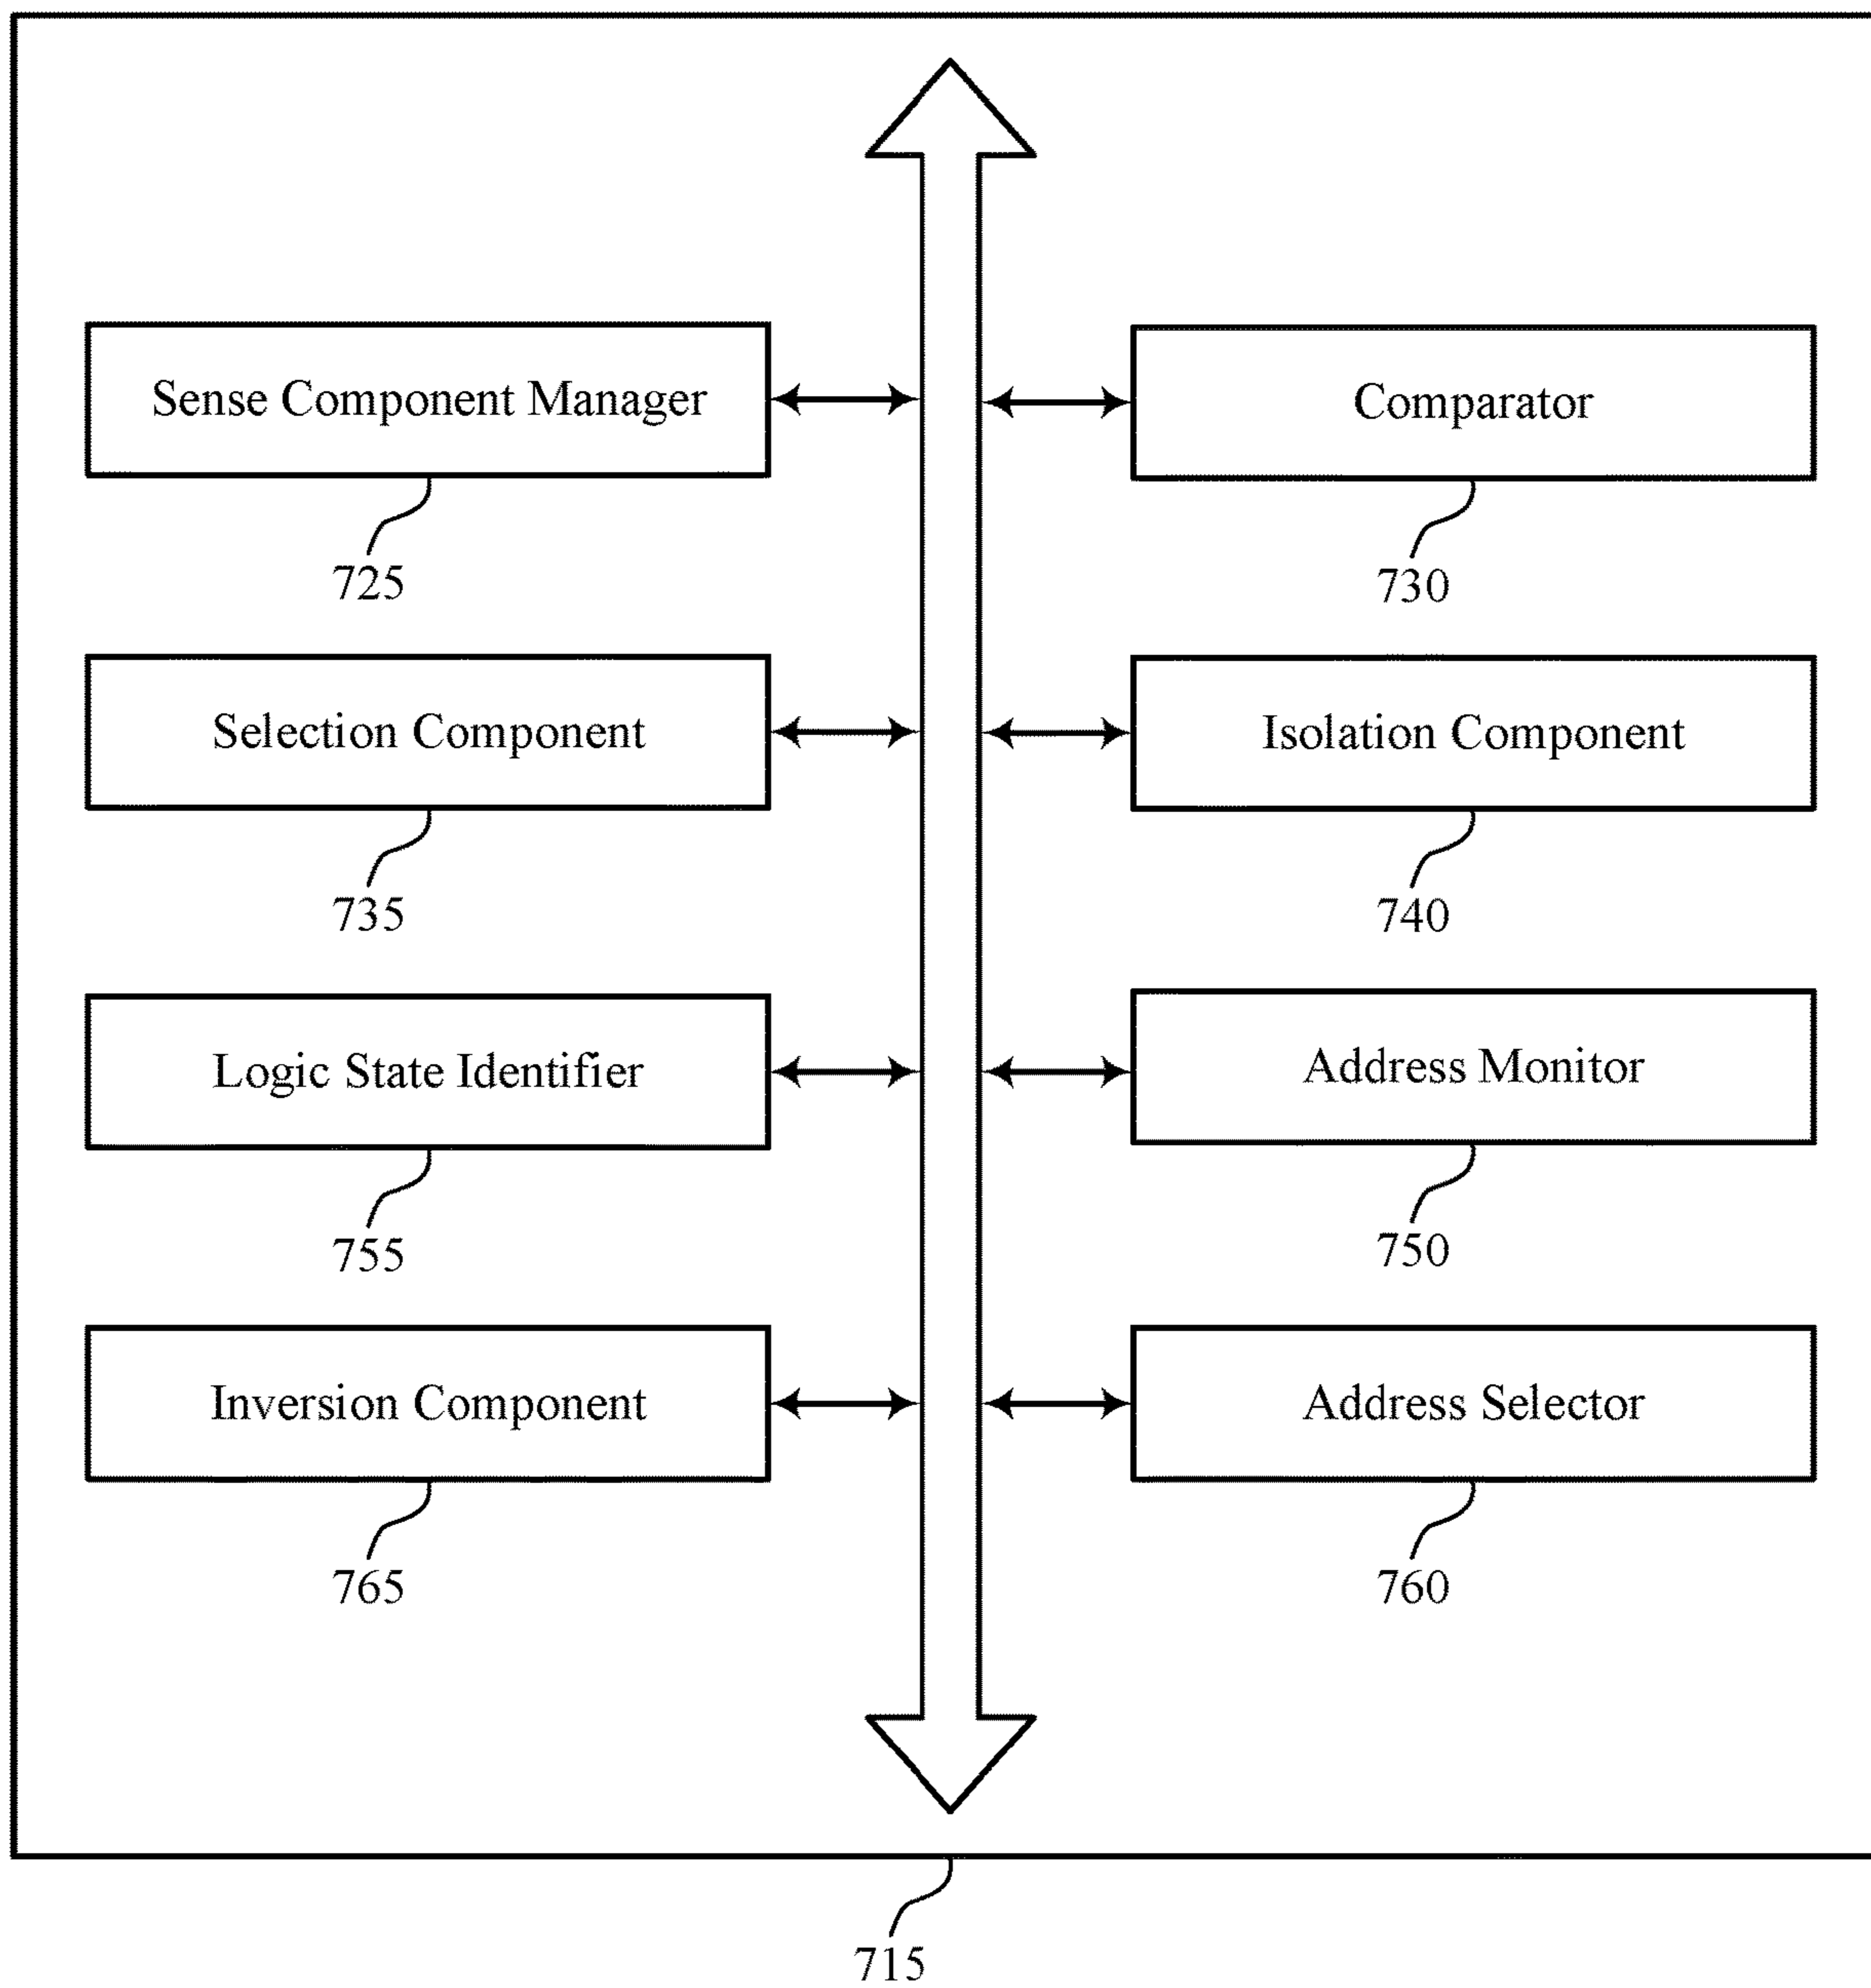 Sense Component Manager
Comparator
725
730
Selection Component
Isolation Component
735
740
Logic State Identifier
Address Monitor
755
750
Inversion Component
Address Selector
765
760
715